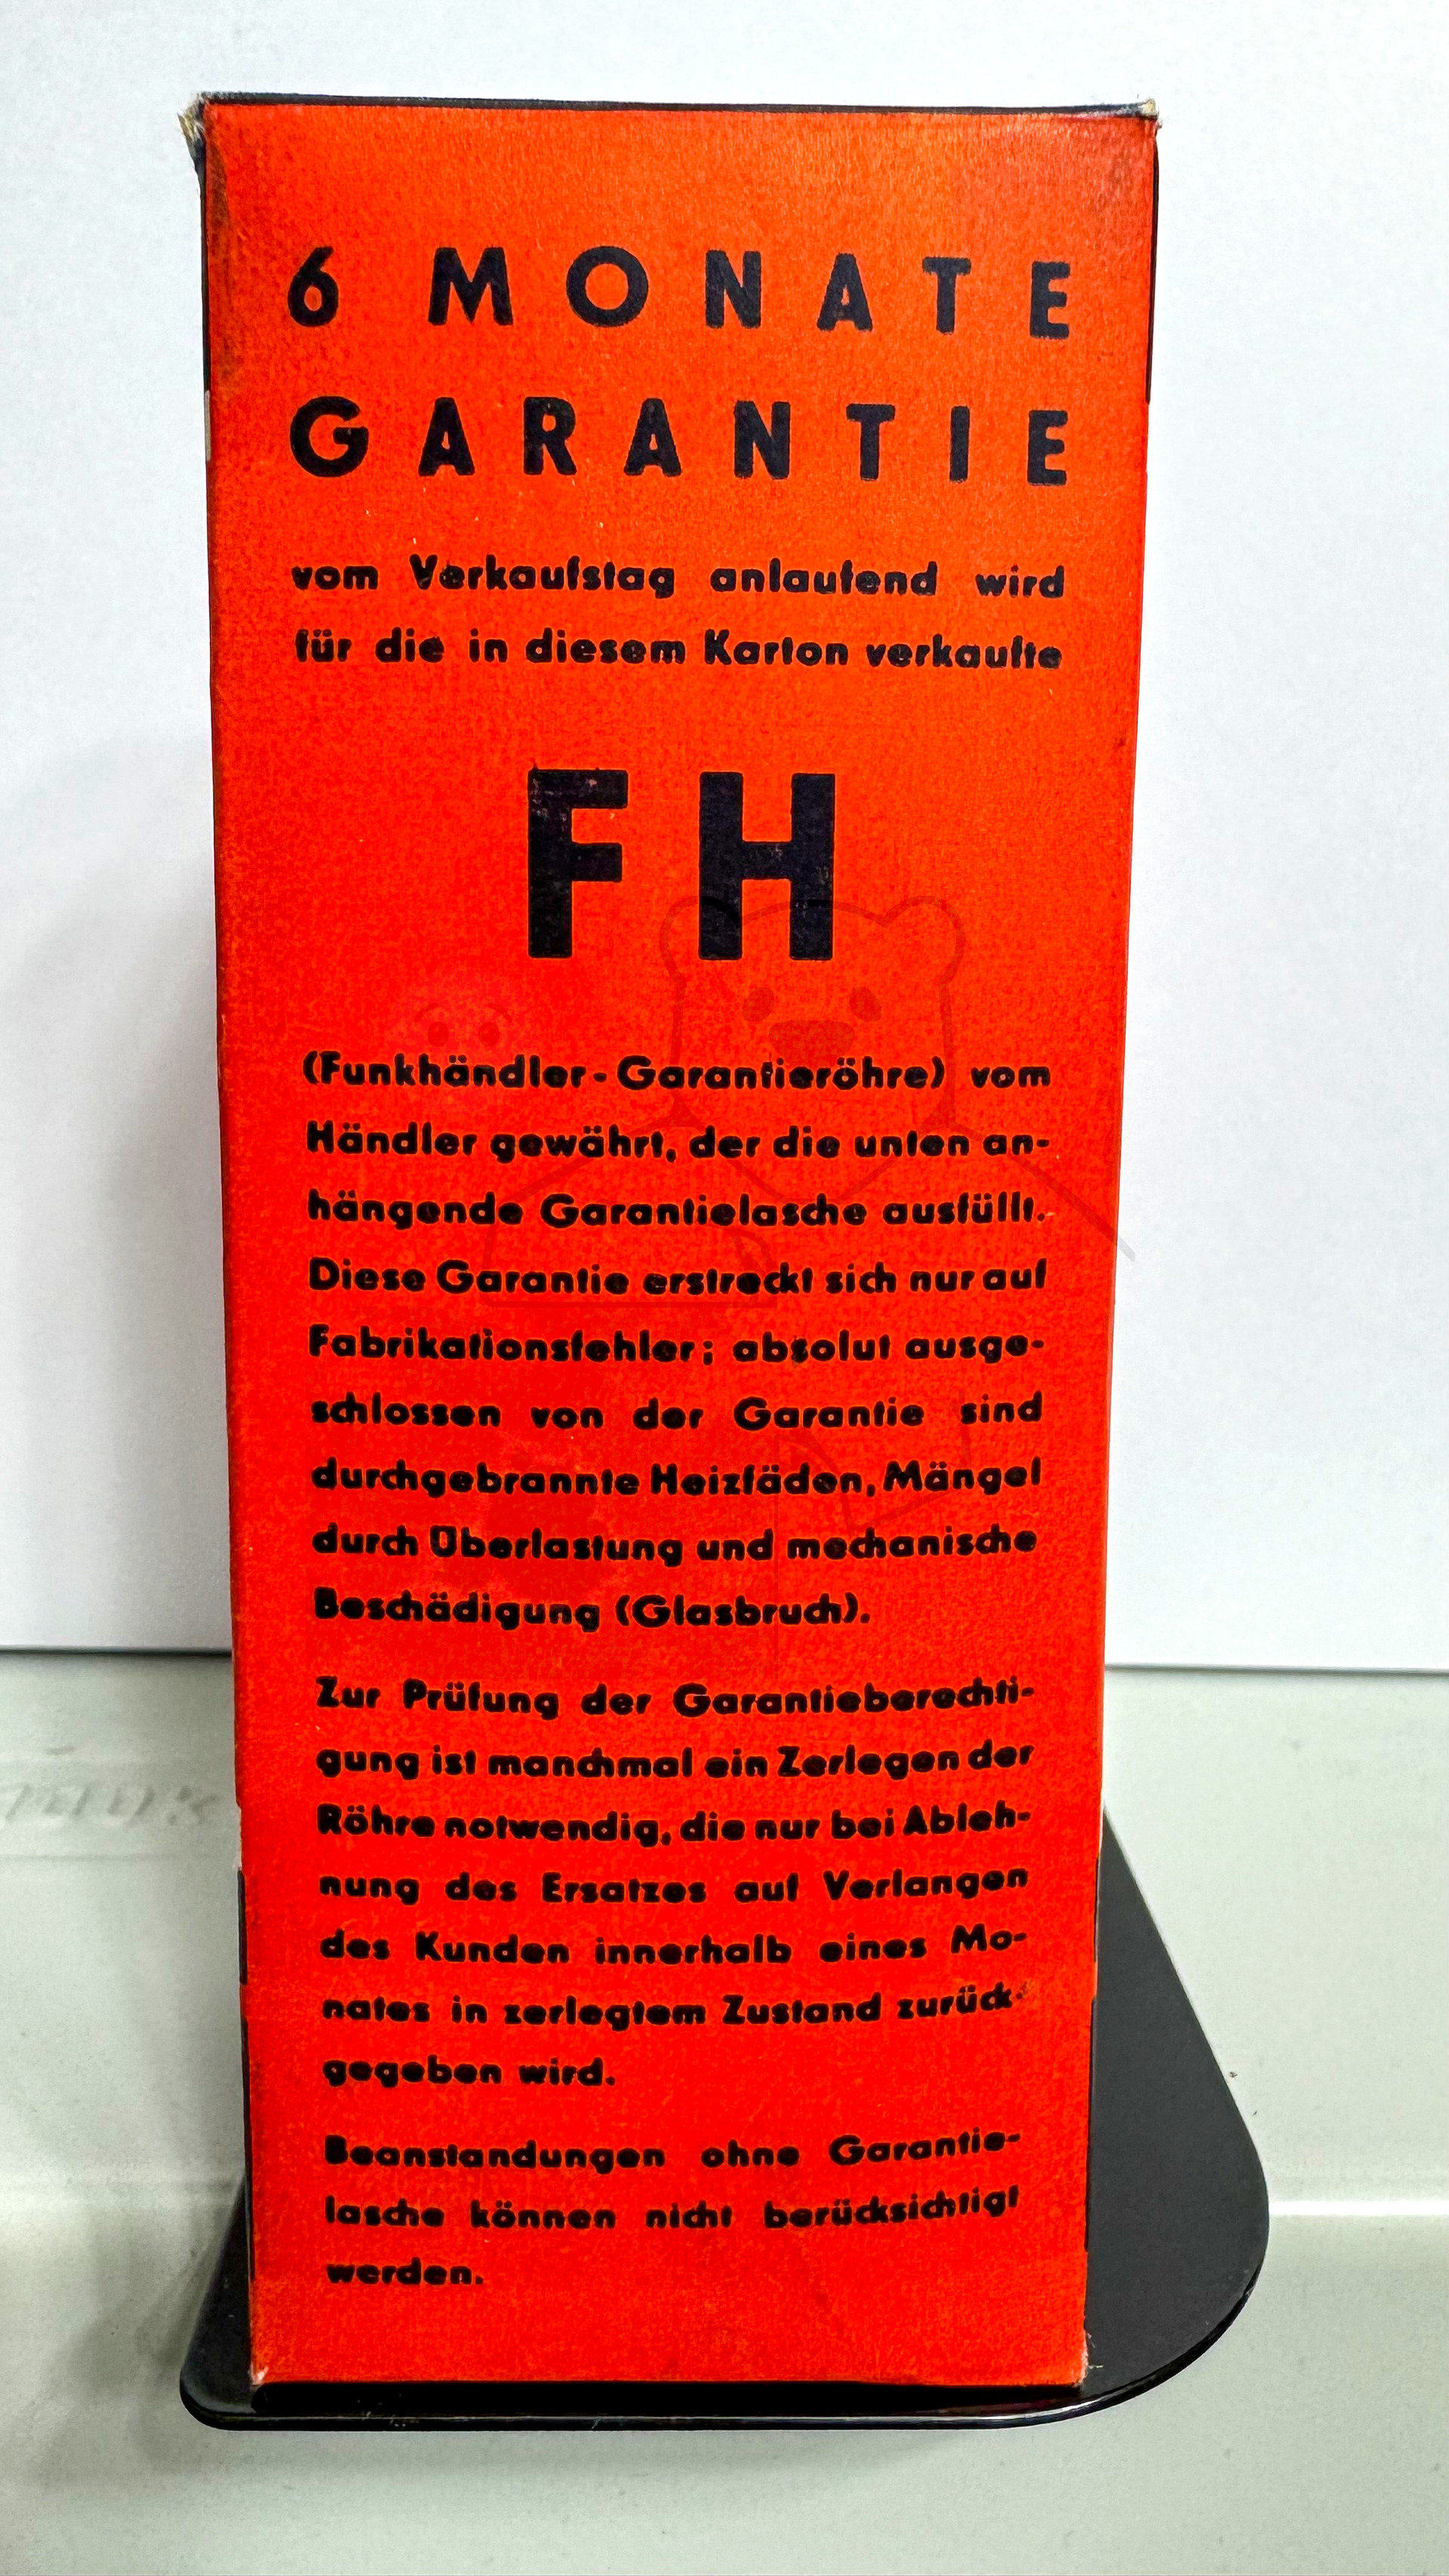 6 MONATE
GARANTIE
vom Verkaufstag anlaufend wird
für die in diesem Karton verkaufte
FH
(Funkhändler-Garantieröhre) vom
Händler gewährt, der die unten an-
hängende Garantielasche ausfüllt.
Diese Garantie erstreckt sich nur auf
Fabrikationsfehler; absolut ausge-
schlossen von der Garantie sind
durchgebrannte Heizfäden, Mängel
durch Überlastung und mechanische
Beschädigung (Glasbruch).
Zur Prüfung der Garantieberechti-
gung ist manchmal ein Zerlegen der
Röhre notwendig, die nur bei Ableh-
nung des Ersatzes auf Verlangen
des Kunden innerhalb eines Mo-
nates in zerlegtem Zustand zurück-
gegeben wird.
Beanstandungen ohne Garantie-
lasche können nicht berücksichtigt
werden.